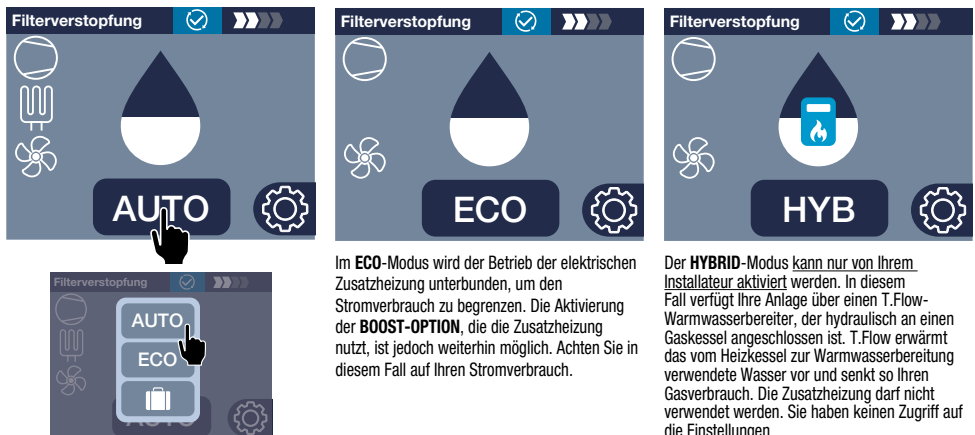 Filterverstopfung
AUTO
Filterverstopfung
AUTO
ECO
AUTO
Filterverstopfung
ECO
Im ECO-Modus wird der Betrieb der elektrischen
Zusatzheizung unterbunden, um den
Stromverbrauch zu begrenzen. Die Aktivierung
der BOOST-OPTION, die die Zusatzheizung
nutzt, ist jedoch weiterhin möglich. Achten Sie in
diesem Fall auf Ihren Stromverbrauch.
Filterverstopfung
HYB
Der HYBRID-Modus kann nur von Ihrem
Installateur aktiviert werden. In diesem
Fall verfügt Ihre Anlage über einen T.Flow-
Warmwasserbereiter, der hydraulisch an einen
Gaskessel angeschlossen ist. T.Flow erwärmt
das vom Heizkessel zur Warmwasserbereitung
verwendete Wasser vor und senkt so Ihren
Gasverbrauch. Die Zusatzheizung darf nicht
verwendet werden. Sie haben keinen Zugriff auf
die Einstellungen